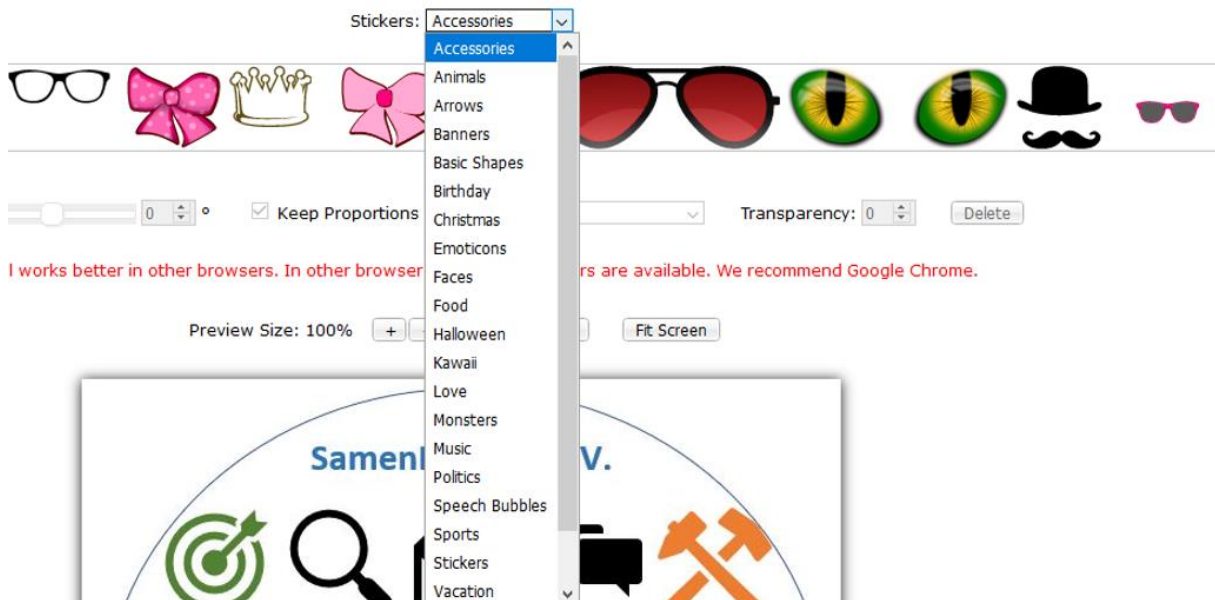 Stickers: Accessories
Accessories
Animals
Arrows
Banners
Basic Shapes
Birthday
Christmas
Emoticons
Faces
Food
Halloween
Kawaii
Love
Monsters
Music
Politics
Speech Bubbles
Sports
Stickers
Vacation
0 ° Keep Proportions Transparency: 0 Delete
l works better in other browsers. In other browser rs are available. We recommend Google Chrome.
Preview Size: 100% + Fit Screen
Samen V.